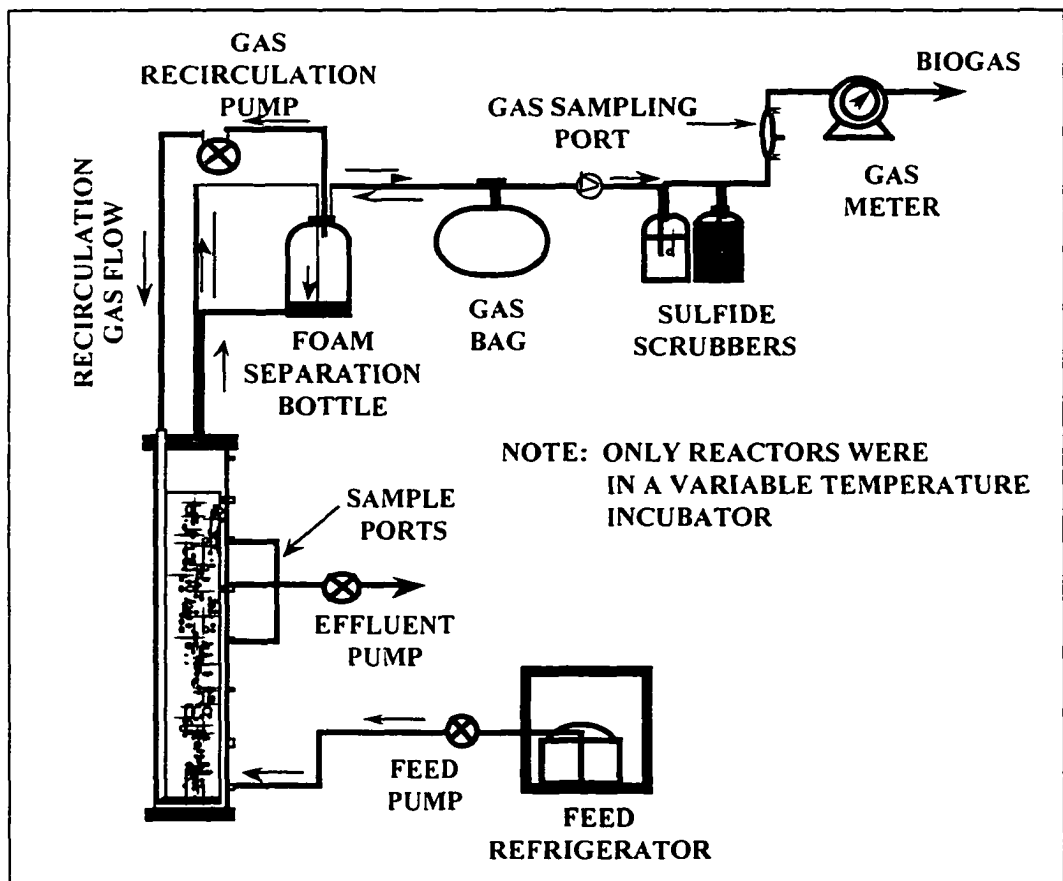 GAS
RECIRCULATION
PUMP
BIOGAS
GAS SAMPLING
PORT
GAS
METER
RECIRCULATION
GAS FLOW
GAS
BAG
SULFIDE
SCRUBBERS
FOAM
SEPARATION
BOTTLE
NOTE: ONLY REACTORS WERE
IN A VARIABLE TEMPERATURE
INCUBATOR
SAMPLE
PORTS
EFFLUENT
PUMP
FEED
PUMP
FEED
REFRIGERATOR